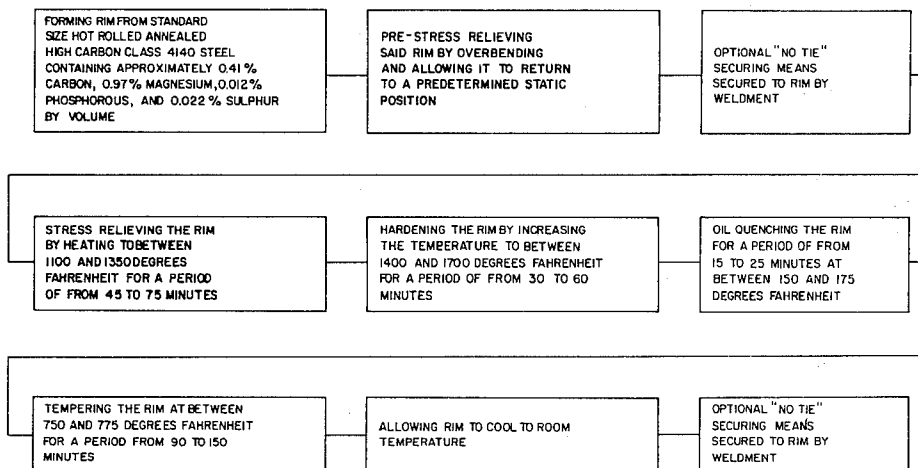 FORMING RIM FROM STANDARD
SIZE HOT ROLLED ANNEALED
HIGH CARBON CLASS 4140 STEEL
CONTAINING APPROXIMATELY 0.41%
CARBON, 0.97% MAGNESIUM, 0.012%
PHOSPHOROUS, AND 0.022% SULPHUR
BY VOLUME
PRE-STRESS RELIEVING
SAID RIM BY OVERBENDING
AND ALLOWING IT TO RETURN
TO A PREDETERMINED STATIC
POSITION
OPTIONAL "NO TIE"
SECURING MEANS
SECURED TO RIM BY
WELDMENT
STRESS RELIEVING THE RIM
BY HEATING TO BETWEEN
1100 AND 1350 DEGREES
FAHRENHEIT FOR A PERIOD
OF FROM 45 TO 75 MINUTES
HARDENING THE RIM BY INCREASING
THE TEMPERATURE TO BETWEEN
1400 AND 1700 DEGREES FAHRENHEIT
FOR A PERIOD OF FROM 30 TO 60
MINUTES
OIL QUENCHING THE RIM
FOR A PERIOD OF FROM
15 TO 25 MINUTES AT
BETWEEN 150 AND 175
DEGREES FAHRENHEIT
TEMPERING THE RIM AT BETWEEN
750 AND 775 DEGREES FAHRENHEIT
FOR A PERIOD FROM 90 TO 150
MINUTES
ALLOWING RIM TO COOL TO ROOM
TEMPERATURE
OPTIONAL "NO TIE"
SECURING MEANS
SECURED TO RIM BY
WELDMENT